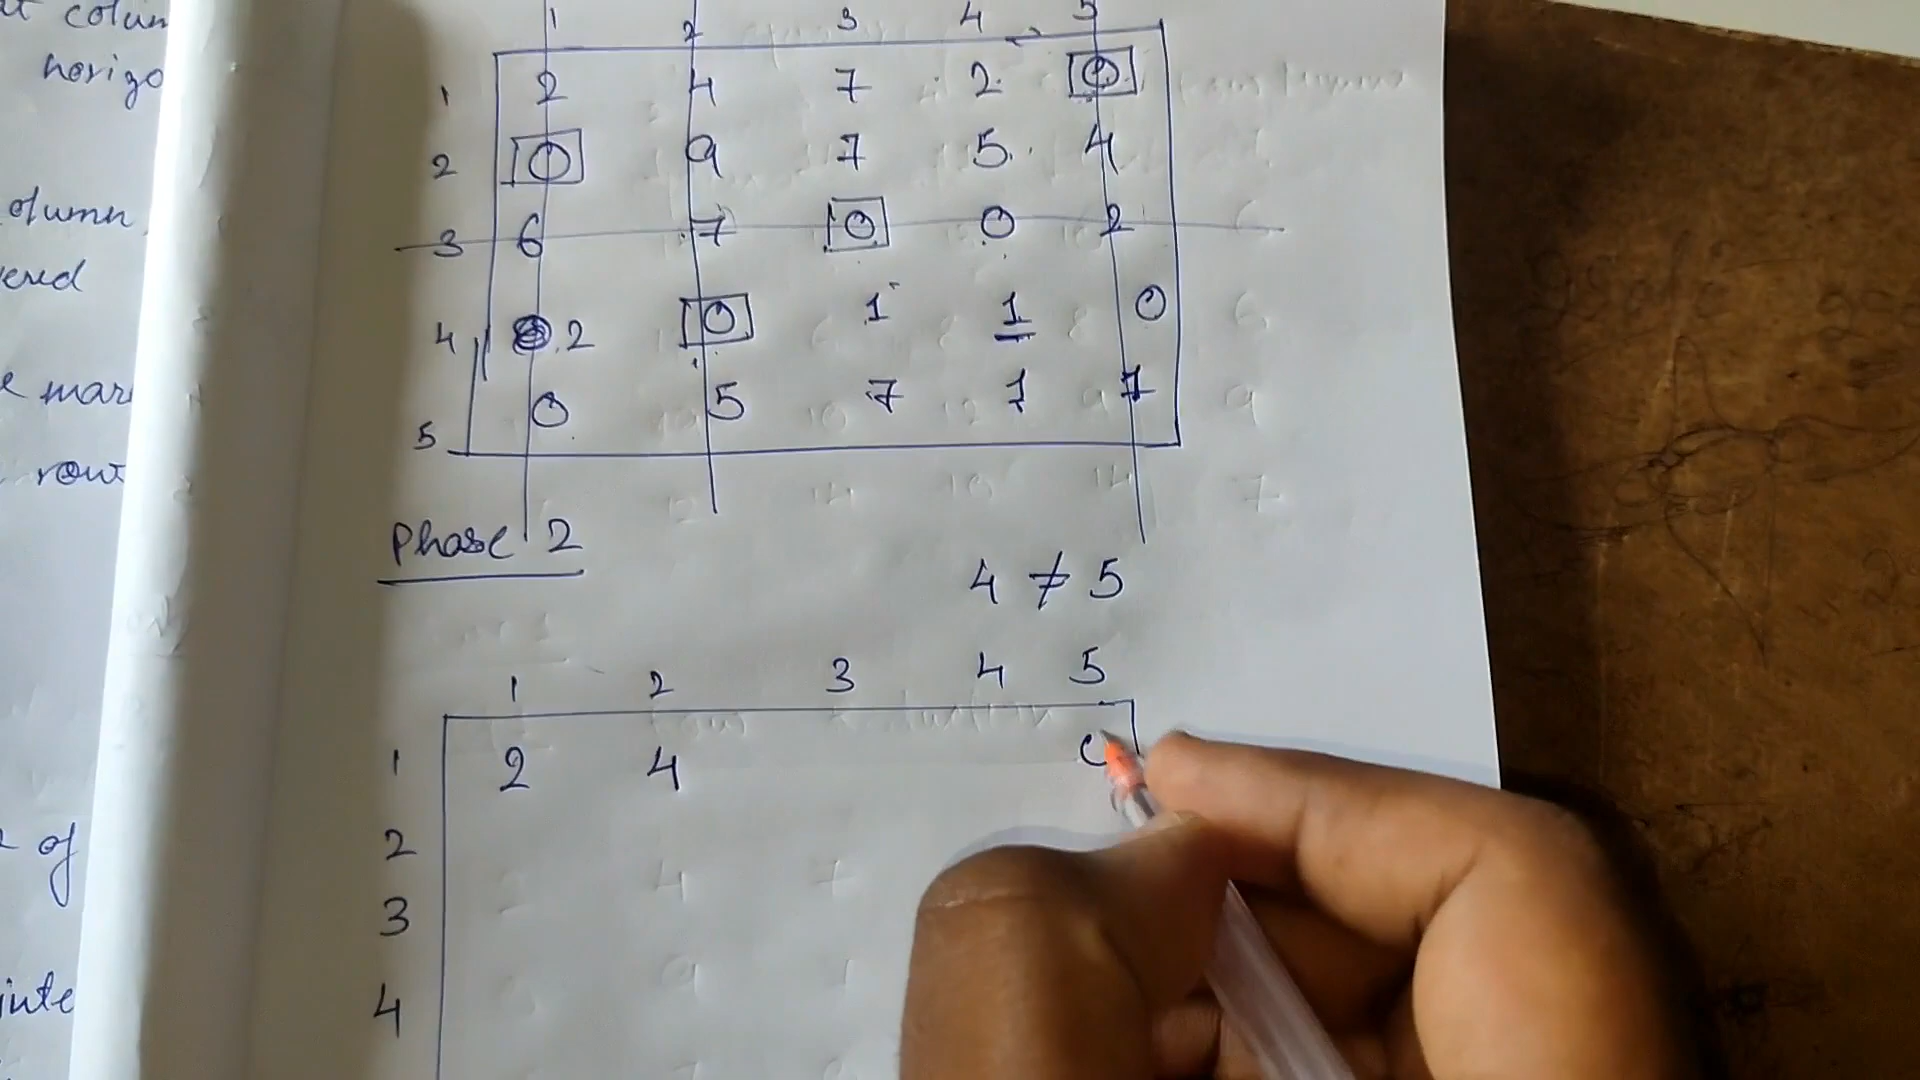 colum
horizo
olumn
ered
e mar
row
of
inte
1 2 3 4 5
1 2 4 7 2 0
2 0 9 7 5 4
3 6 7 0 0 2
4 2 0 1 1 0
5 0 5 7 1 7
Phase 2
4 ≠ 5
1 2 3 4 5
1 2 4
2
3
4